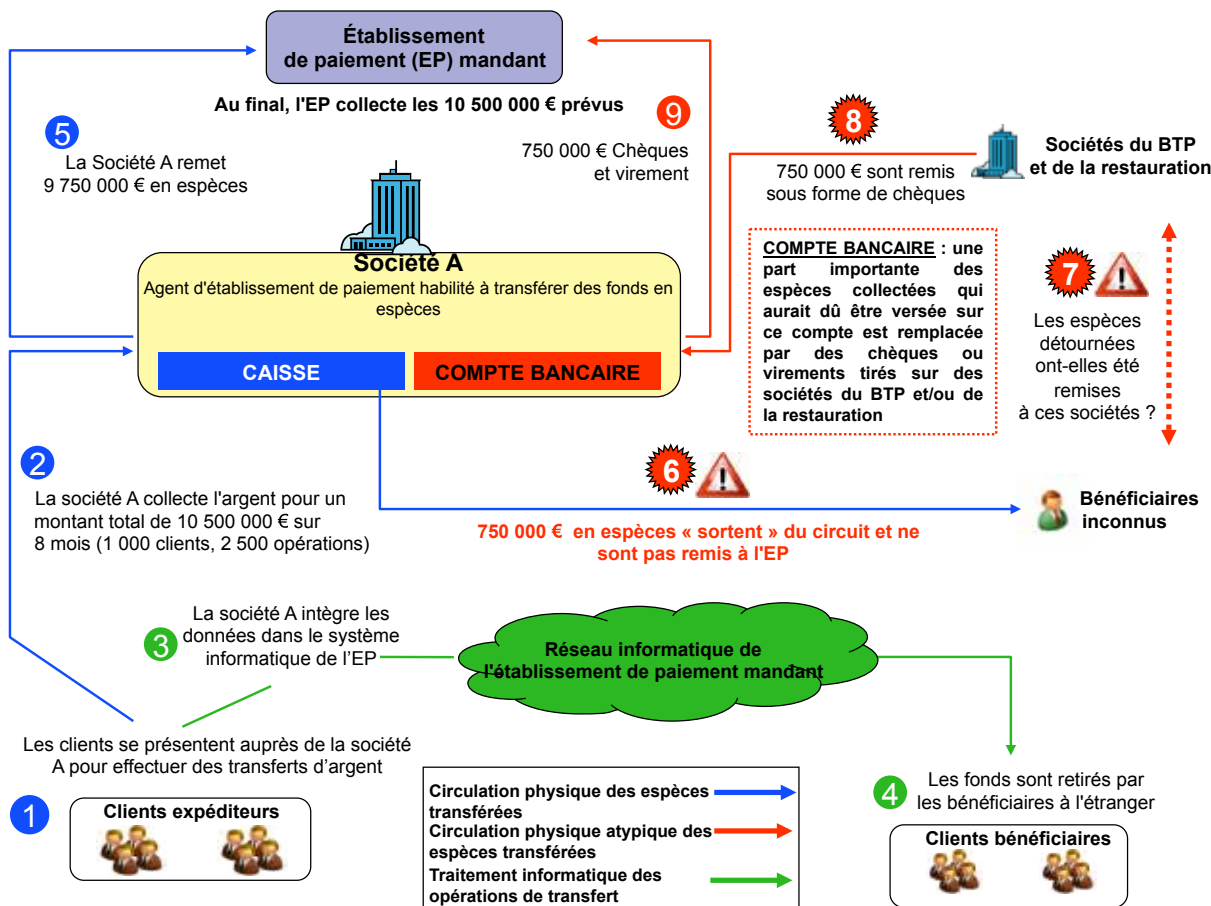 Établissement
de paiement (EP) mandant
Au final, l'EP collecte les 10 500 000 € prévus
5
La Société A remet
9 750 000 € en espèces
9
750 000 € Chèques
et virement
8
750 000 € sont remis
sous forme de chèques
Sociétés du BTP
et de la restauration
Société A
Agent d'établissement de paiement habilité à transférer des fonds en
espèces
CAISSE
COMPTE BANCAIRE
COMPTE BANCAIRE : une
part importante des
espèces collectées qui
aurait dû être versée sur
ce compte est remplacée
par des chèques ou
virements tirés sur des
sociétés du BTP et/ou de
la restauration
7
Les espèces
détournées
ont-elles été
remises
à ces sociétés ?
2
La société A collecte l'argent pour un
montant total de 10 500 000 € sur
8 mois (1 000 clients, 2 500 opérations)
6
750 000 € en espèces « sortent » du circuit et ne
sont pas remis à l'EP
Bénéficiaires
inconnus
3
La société A intègre les
données dans le système
informatique de l'EP
Réseau informatique de
l'établissement de paiement mandant
Les clients se présentent auprès de la société
A pour effectuer des transferts d'argent
1
Clients expéditeurs
Circulation physique des espèces
transférées
Circulation physique atypique des
espèces transférées
Traitement informatique des
opérations de transfert
4
Les fonds sont retirés par
les bénéficiaires à l'étranger
Clients bénéficiaires